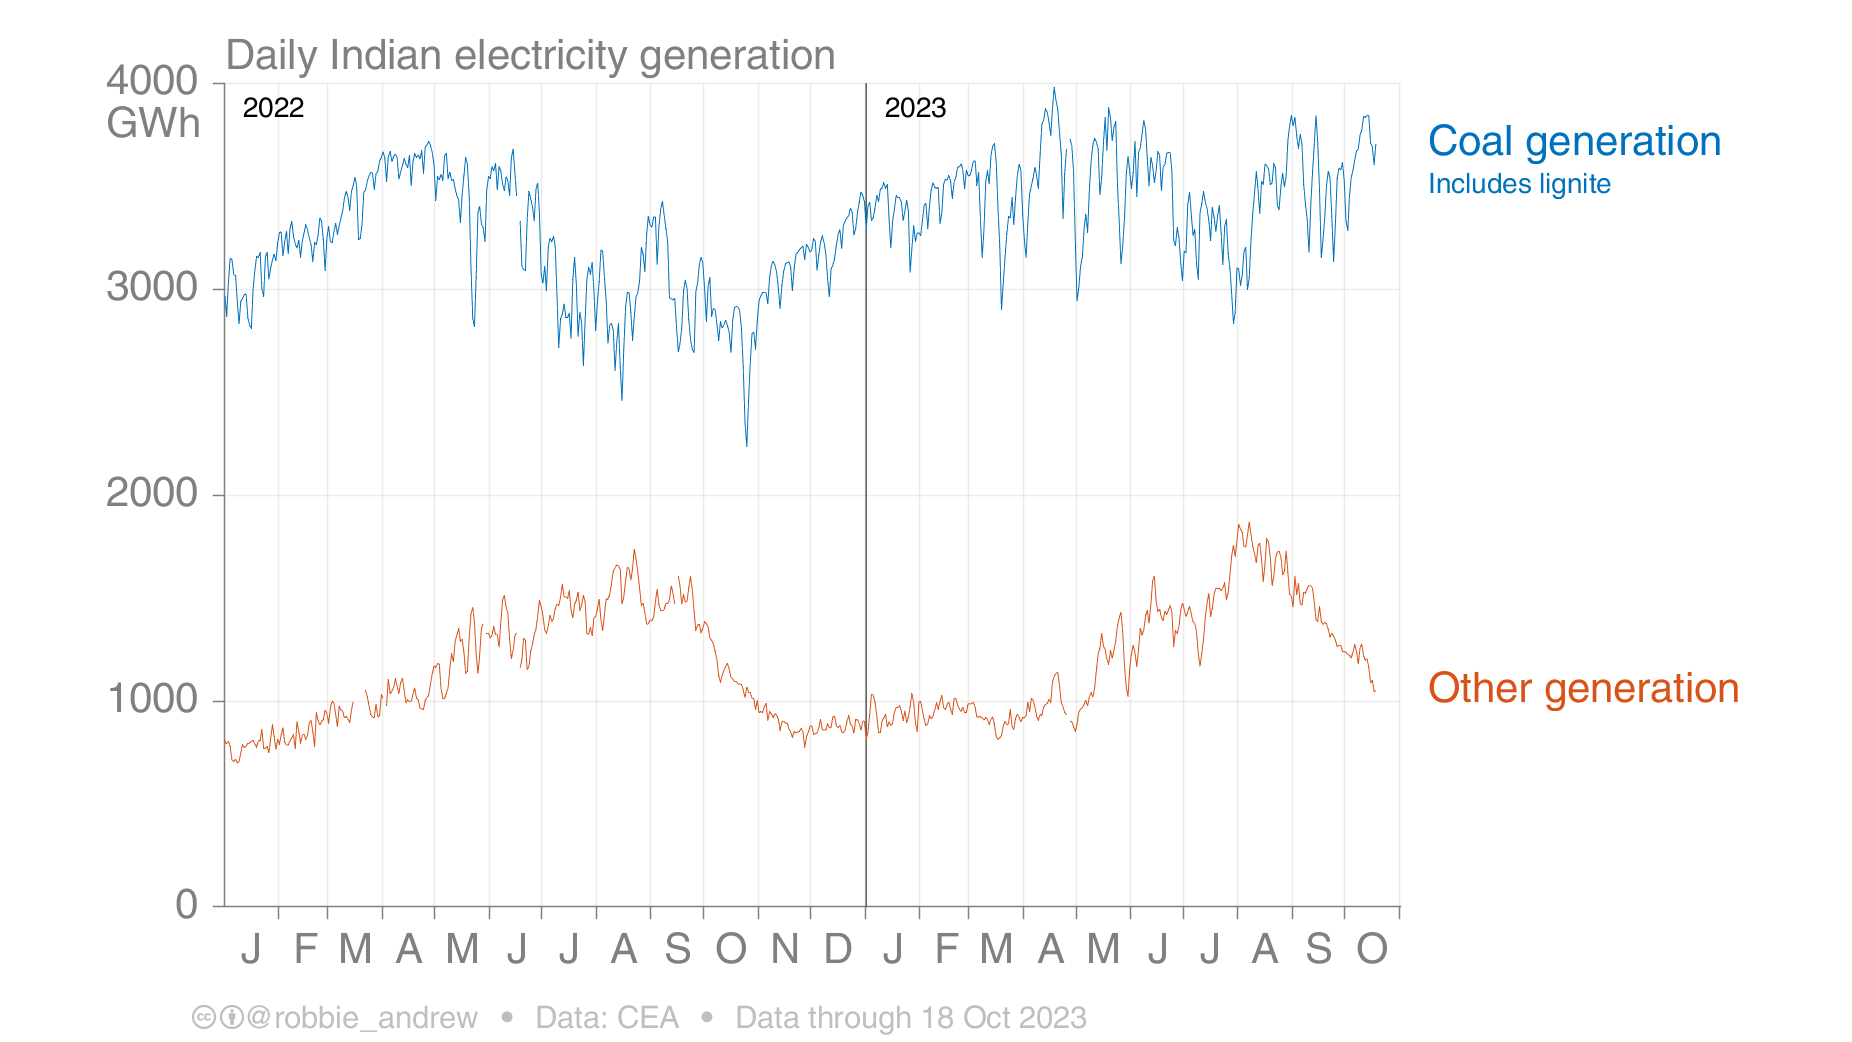 Daily Indian electricity generation
4000
GWh
2022
2023
Coal generation
Includes lignite
3000
2000
1000
Other generation
0
J F M A M J J A S O N D J F M A M J J A S O
cc @robbie_andrew • Data: CEA • Data through 18 Oct 2023